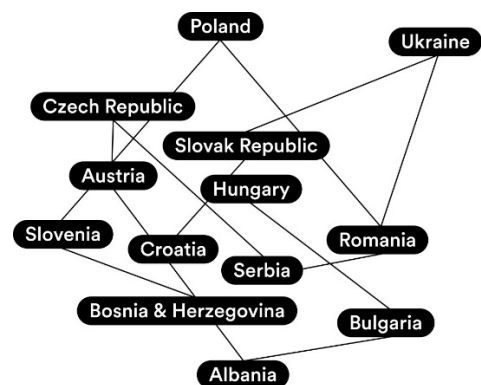 Poland
Ukraine
Czech Republic
Slovak Republic
Austria
Hungary
Slovenia
Croatia
Romania
Serbia
Bosnia & Herzegovina
Bulgaria
Albania